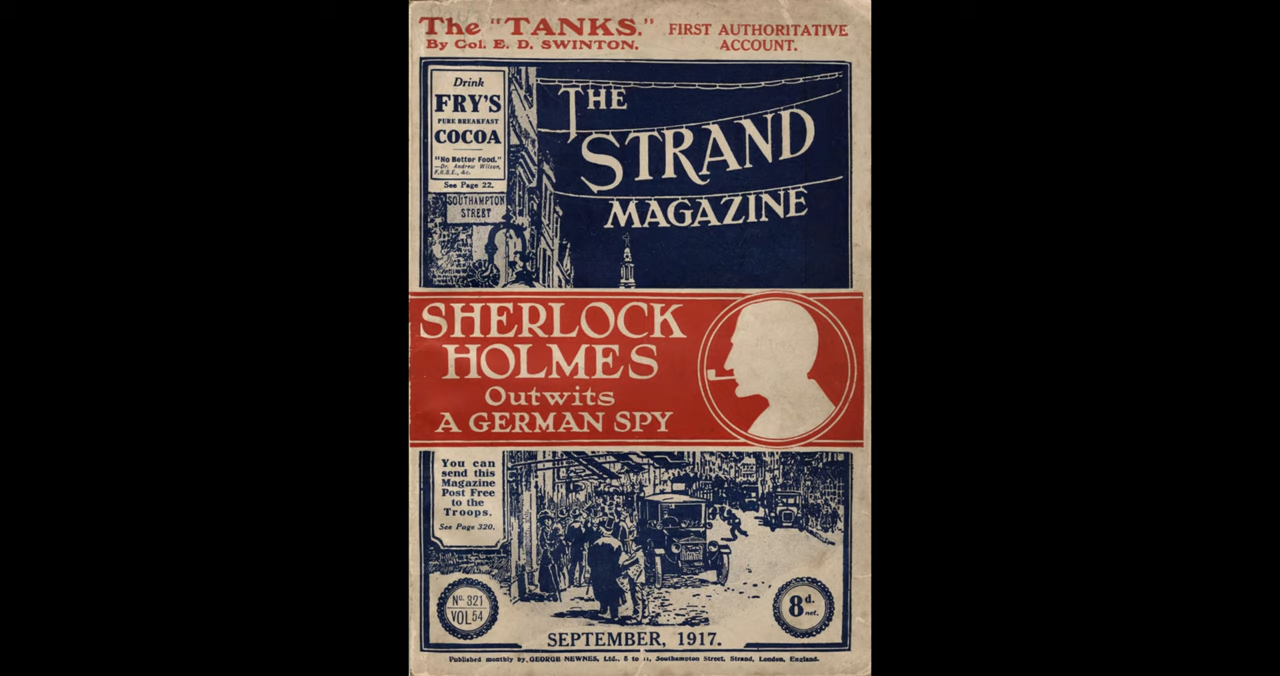 The "TANKS."
By Col. E. D. SWINTON.
FIRST AUTHORITATIVE
ACCOUNT.
Drink
FRY'S
PURE BREAKFAST
COCOA
"No Better Food."
—Dr. Andrew Wilson,
F.R.S.E., &c.
See Page 22.
SOUTHAMPTON
STREET
THE
STRAND
MAGAZINE
SHERLOCK
HOLMES
Outwits
A GERMAN SPY
You can
send this
Magazine
Post Free
to the
Troops.
See Page 320.
No. 321
VOL 54
8d.
net.
SEPTEMBER, 1917.
Published monthly by GEORGE NEWNES, Ltd., 8 to 11, Southampton Street, Strand, London, England.